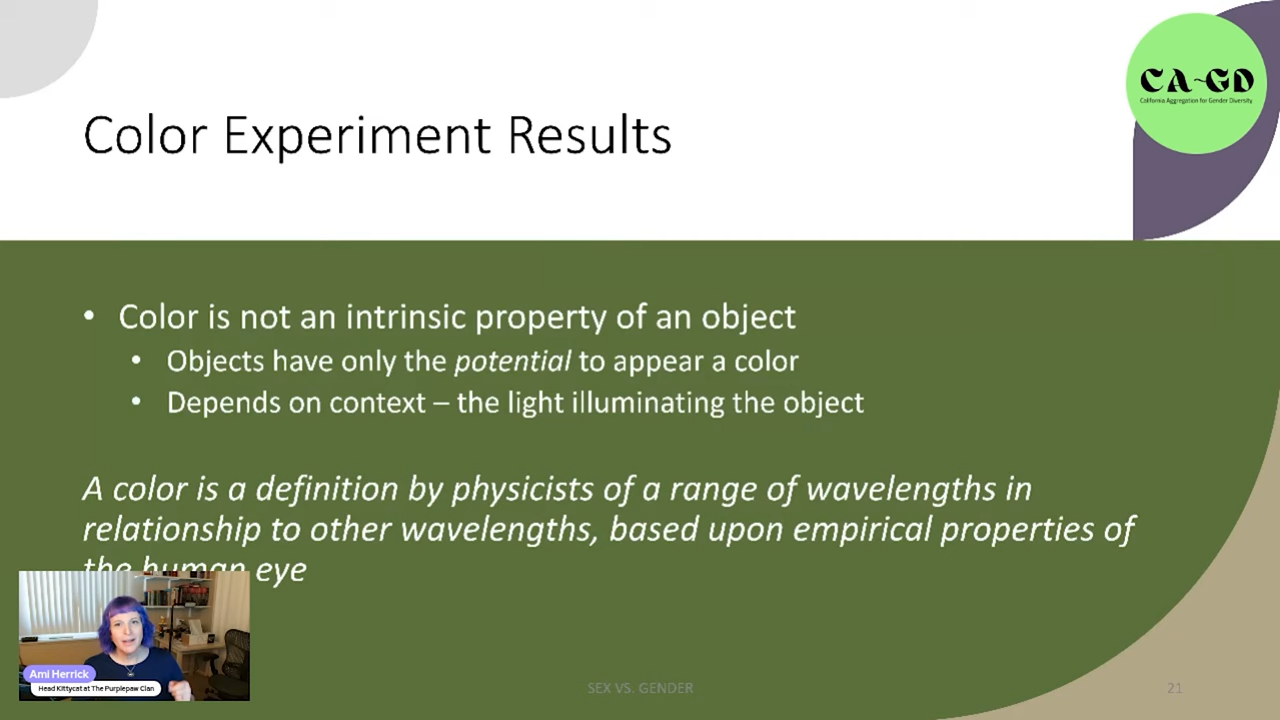 CA~GD
California Aggregation for Gender Diversity
Color Experiment Results
• Color is not an intrinsic property of an object
• Objects have only the potential to appear a color
• Depends on context – the light illuminating the object
A color is a definition by physicists of a range of wavelengths in
relationship to other wavelengths, based upon empirical properties of
the human eye
Ami Herrick
Head Kittycat at The Purplepaw Clan
SEX VS. GENDER
21